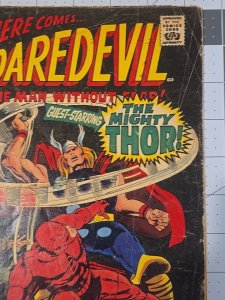 HERE COMES...
DAREDEVIL
THE MAN WITHOUT FEAR!
GUEST-STARRING
THE MIGHTY
THOR!
APPROVED
BY THE
COMICS
CODE
AUTHORITY